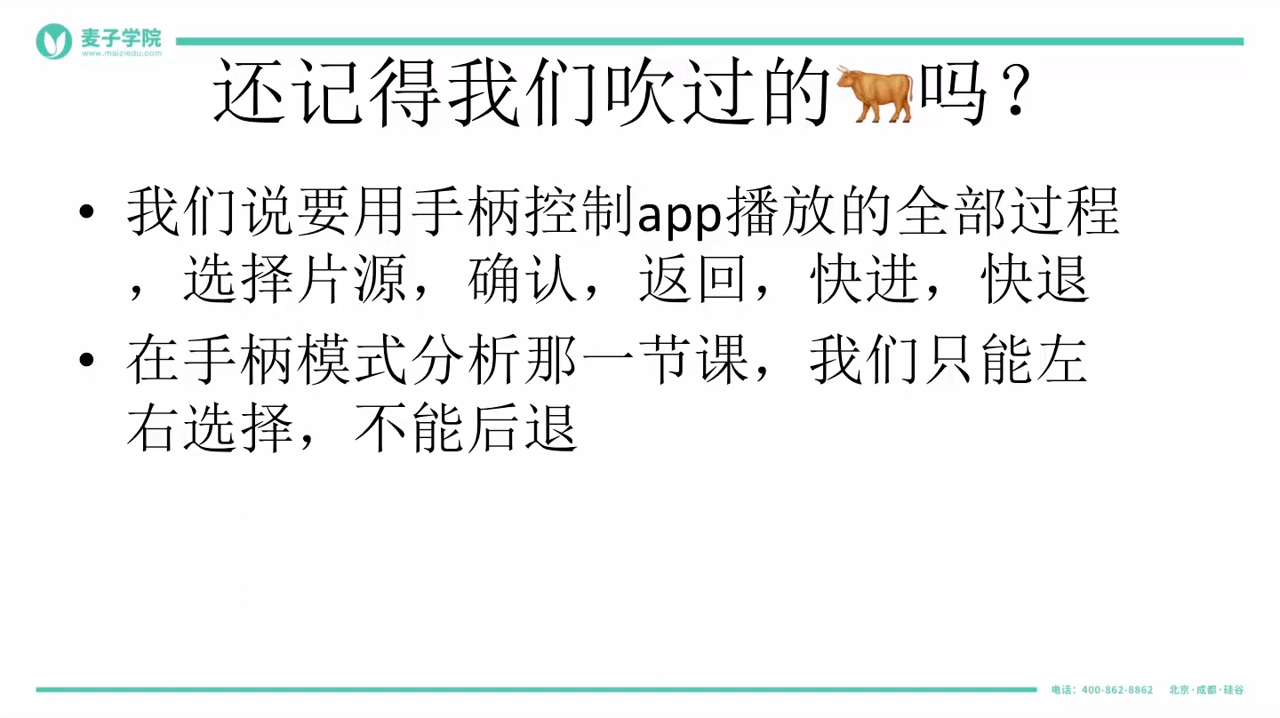 麦子学院
www.maiziedu.com
还记得我们吹过的🐂吗？
• 我们说要用手柄控制app播放的全部过程
，选择片源，确认，返回，快进，快退
• 在手柄模式分析那一节课，我们只能左
右选择，不能后退
电话：400-862-8862 北京·成都·硅谷